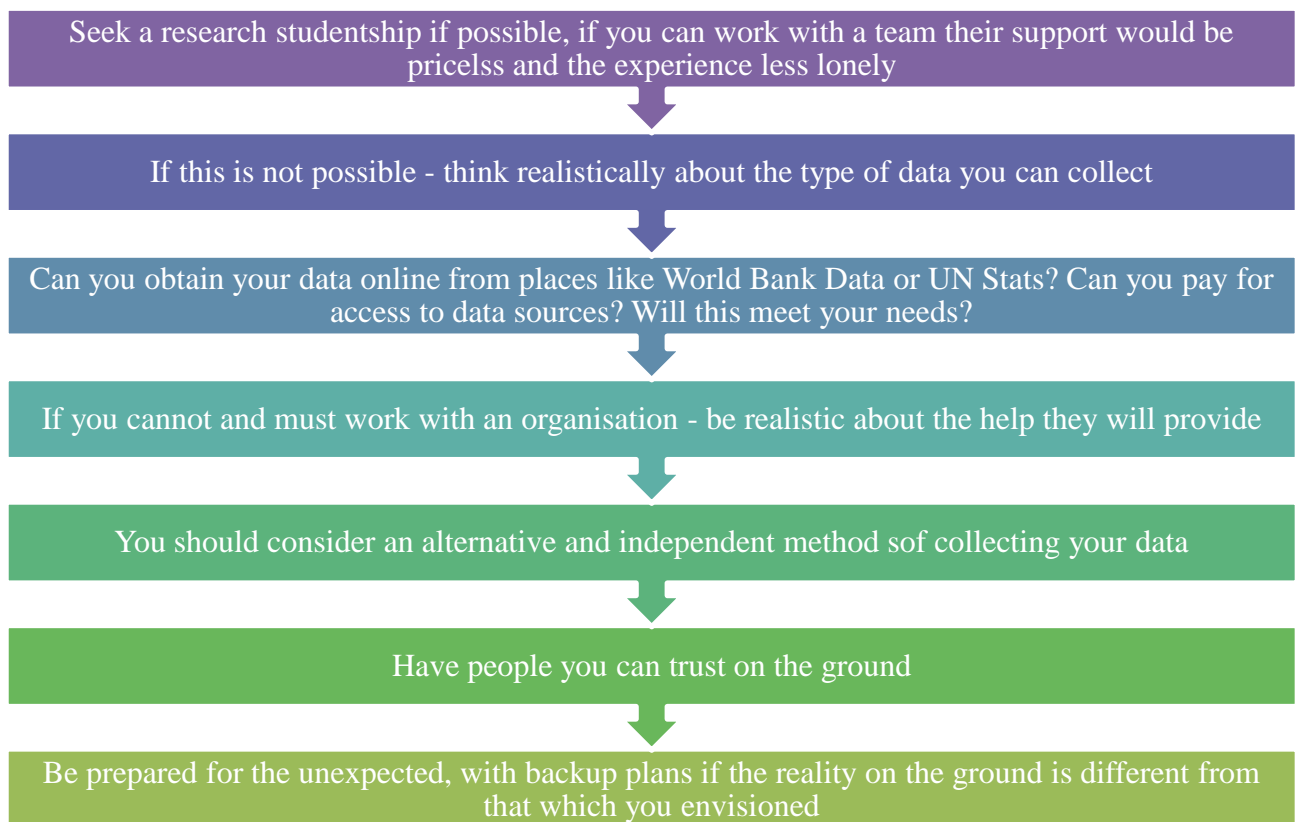 Seek a research studentship if possible, if you can work with a team their support would be
pricelss and the experience less lonely
If this is not possible - think realistically about the type of data you can collect
Can you obtain your data online from places like World Bank Data or UN Stats? Can you pay for
access to data sources? Will this meet your needs?
If you cannot and must work with an organisation - be realistic about the help they will provide
You should consider an alternative and independent method sof collecting your data
Have people you can trust on the ground
Be prepared for the unexpected, with backup plans if the reality on the ground is different from
that which you envisioned